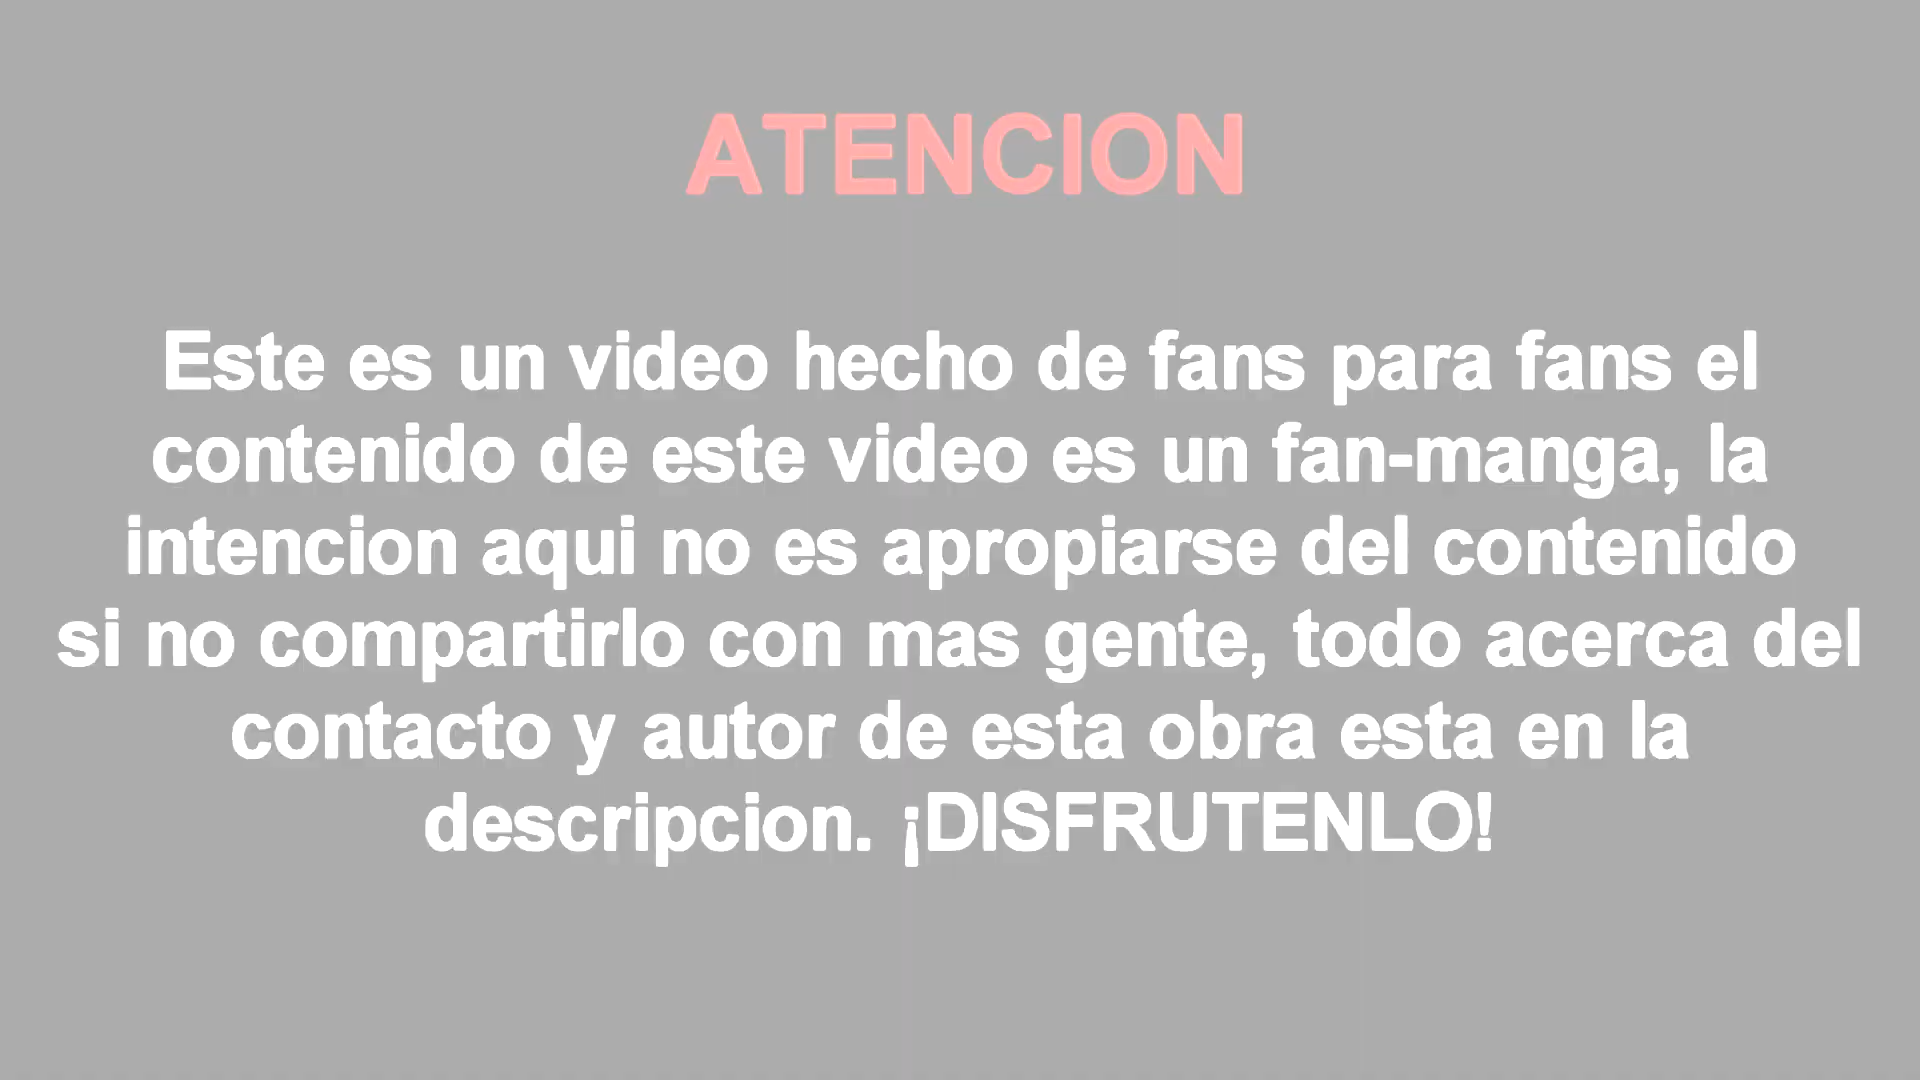 ATENCION
Este es un video hecho de fans para fans el
contenido de este video es un fan-manga, la
intencion aqui no es apropiarse del contenido
si no compartirlo con mas gente, todo acerca del
contacto y autor de esta obra esta en la
descripcion. ¡DISFRUTENLO!